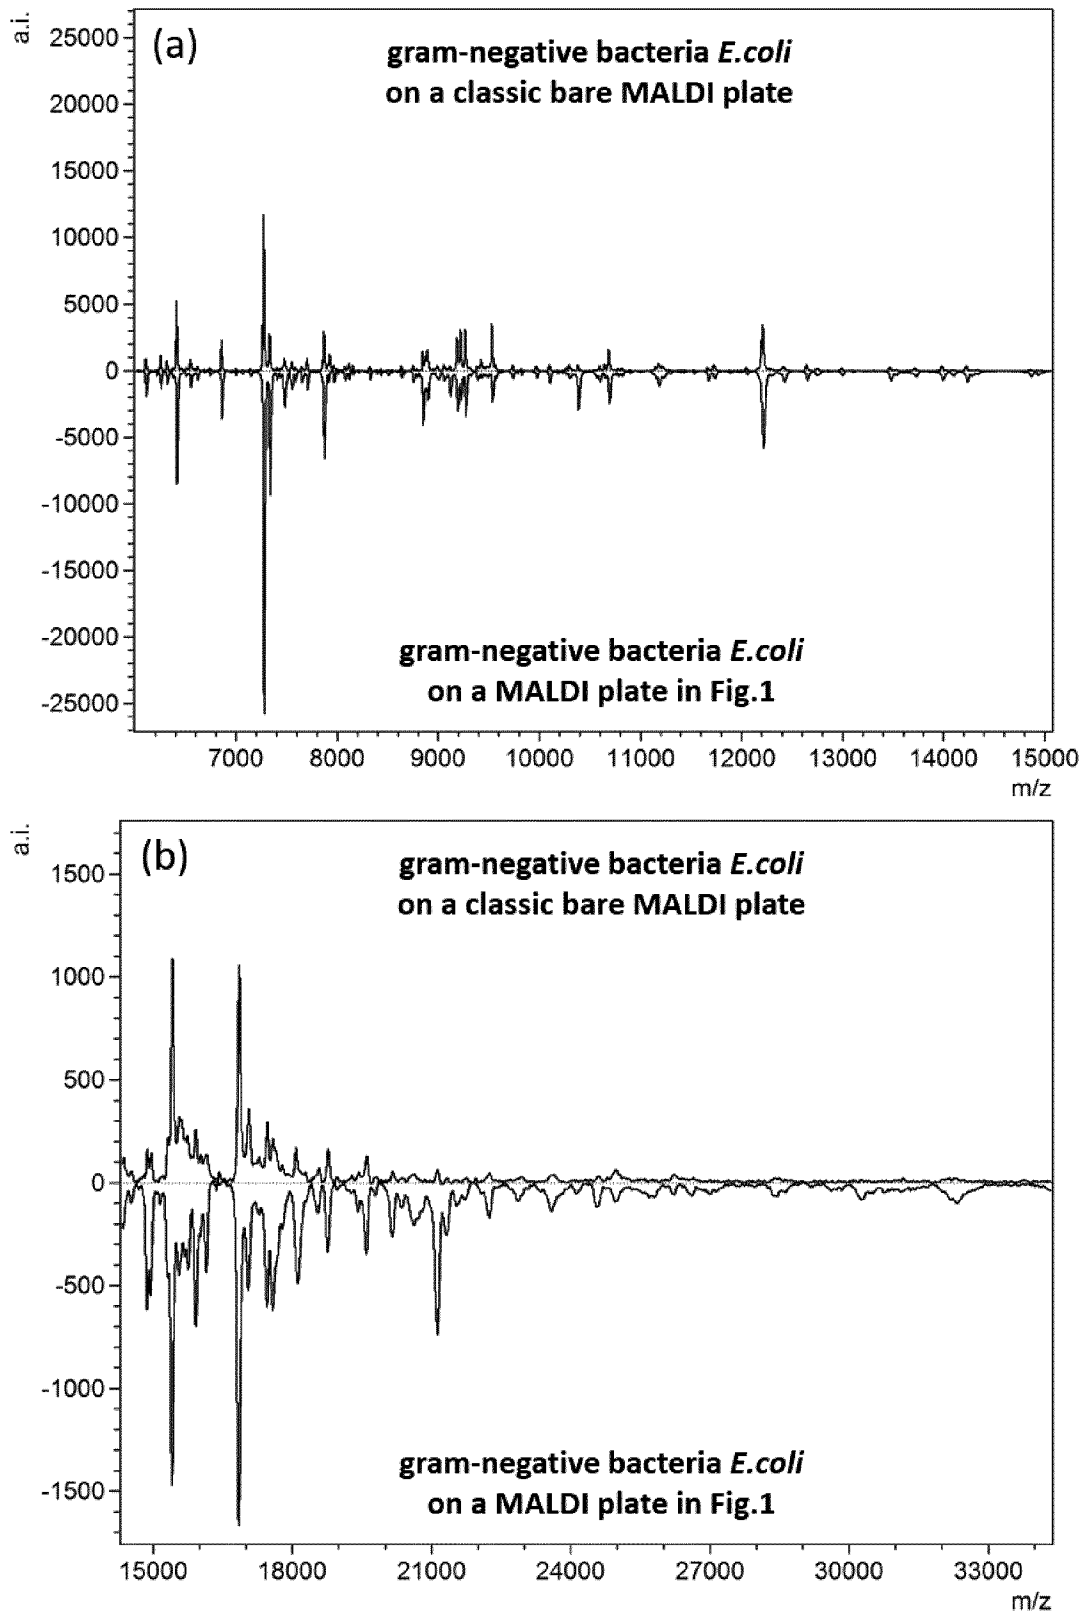 a.i.
(a)
gram-negative bacteria E.coli
on a classic bare MALDI plate
25000
20000
15000
10000
5000
0
-5000
-10000
-15000
-20000
-25000
gram-negative bacteria E.coli
on a MALDI plate in Fig.1
7000 8000 9000 10000 11000 12000 13000 14000 15000
m/z
a.i.
(b)
gram-negative bacteria E.coli
on a classic bare MALDI plate
1500
1000
500
0
-500
-1000
-1500
gram-negative bacteria E.coli
on a MALDI plate in Fig.1
15000 18000 21000 24000 27000 30000 33000
m/z